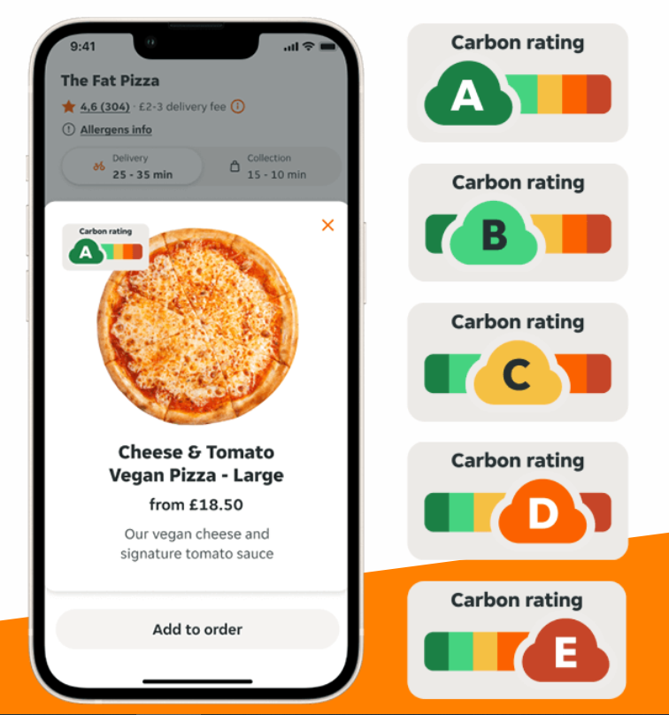 9:41
The Fat Pizza
4,6 (304) · £2-3 delivery fee
Allergens info
Delivery
25 - 35 min
Collection
15 - 10 min
Carbon rating
A
Cheese & Tomato
Vegan Pizza - Large
from £18.50
Our vegan cheese and
signature tomato sauce
Add to order
Carbon rating
A
Carbon rating
B
Carbon rating
C
Carbon rating
D
Carbon rating
E